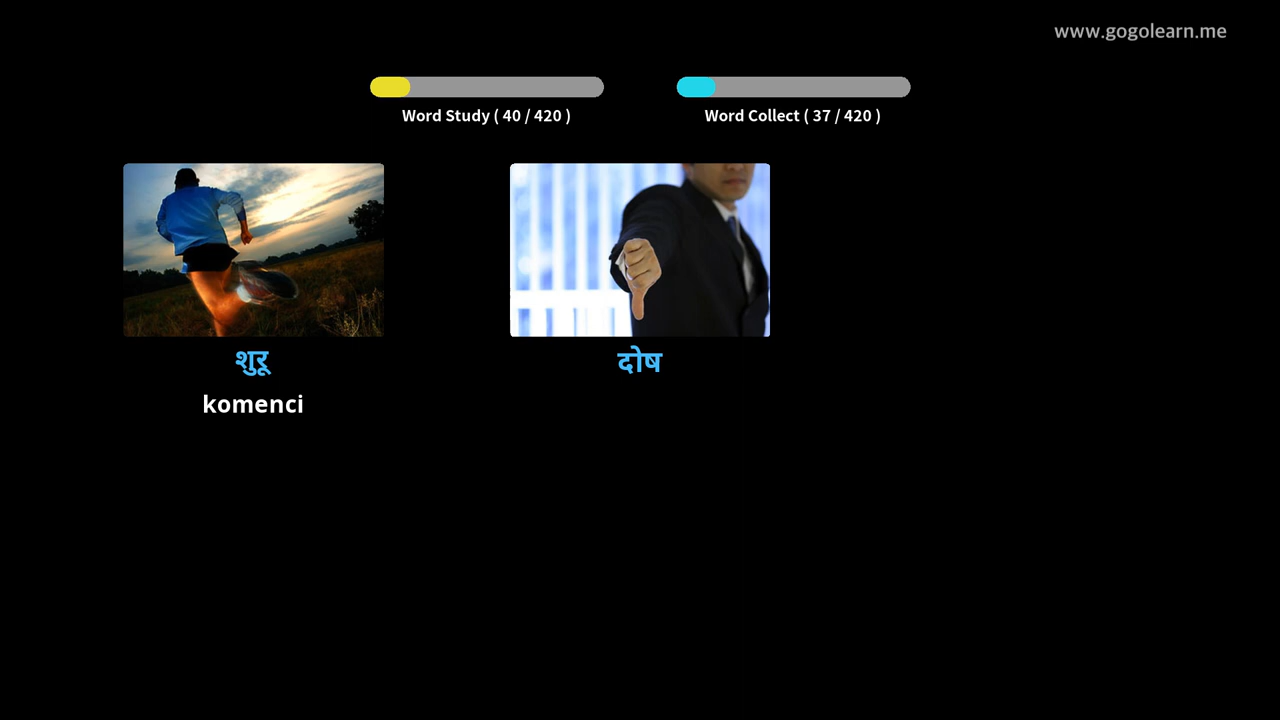 www.gogolearn.me
Word Study ( 40 / 420 )
Word Collect ( 37 / 420 )
शुरू
दोष
komenci